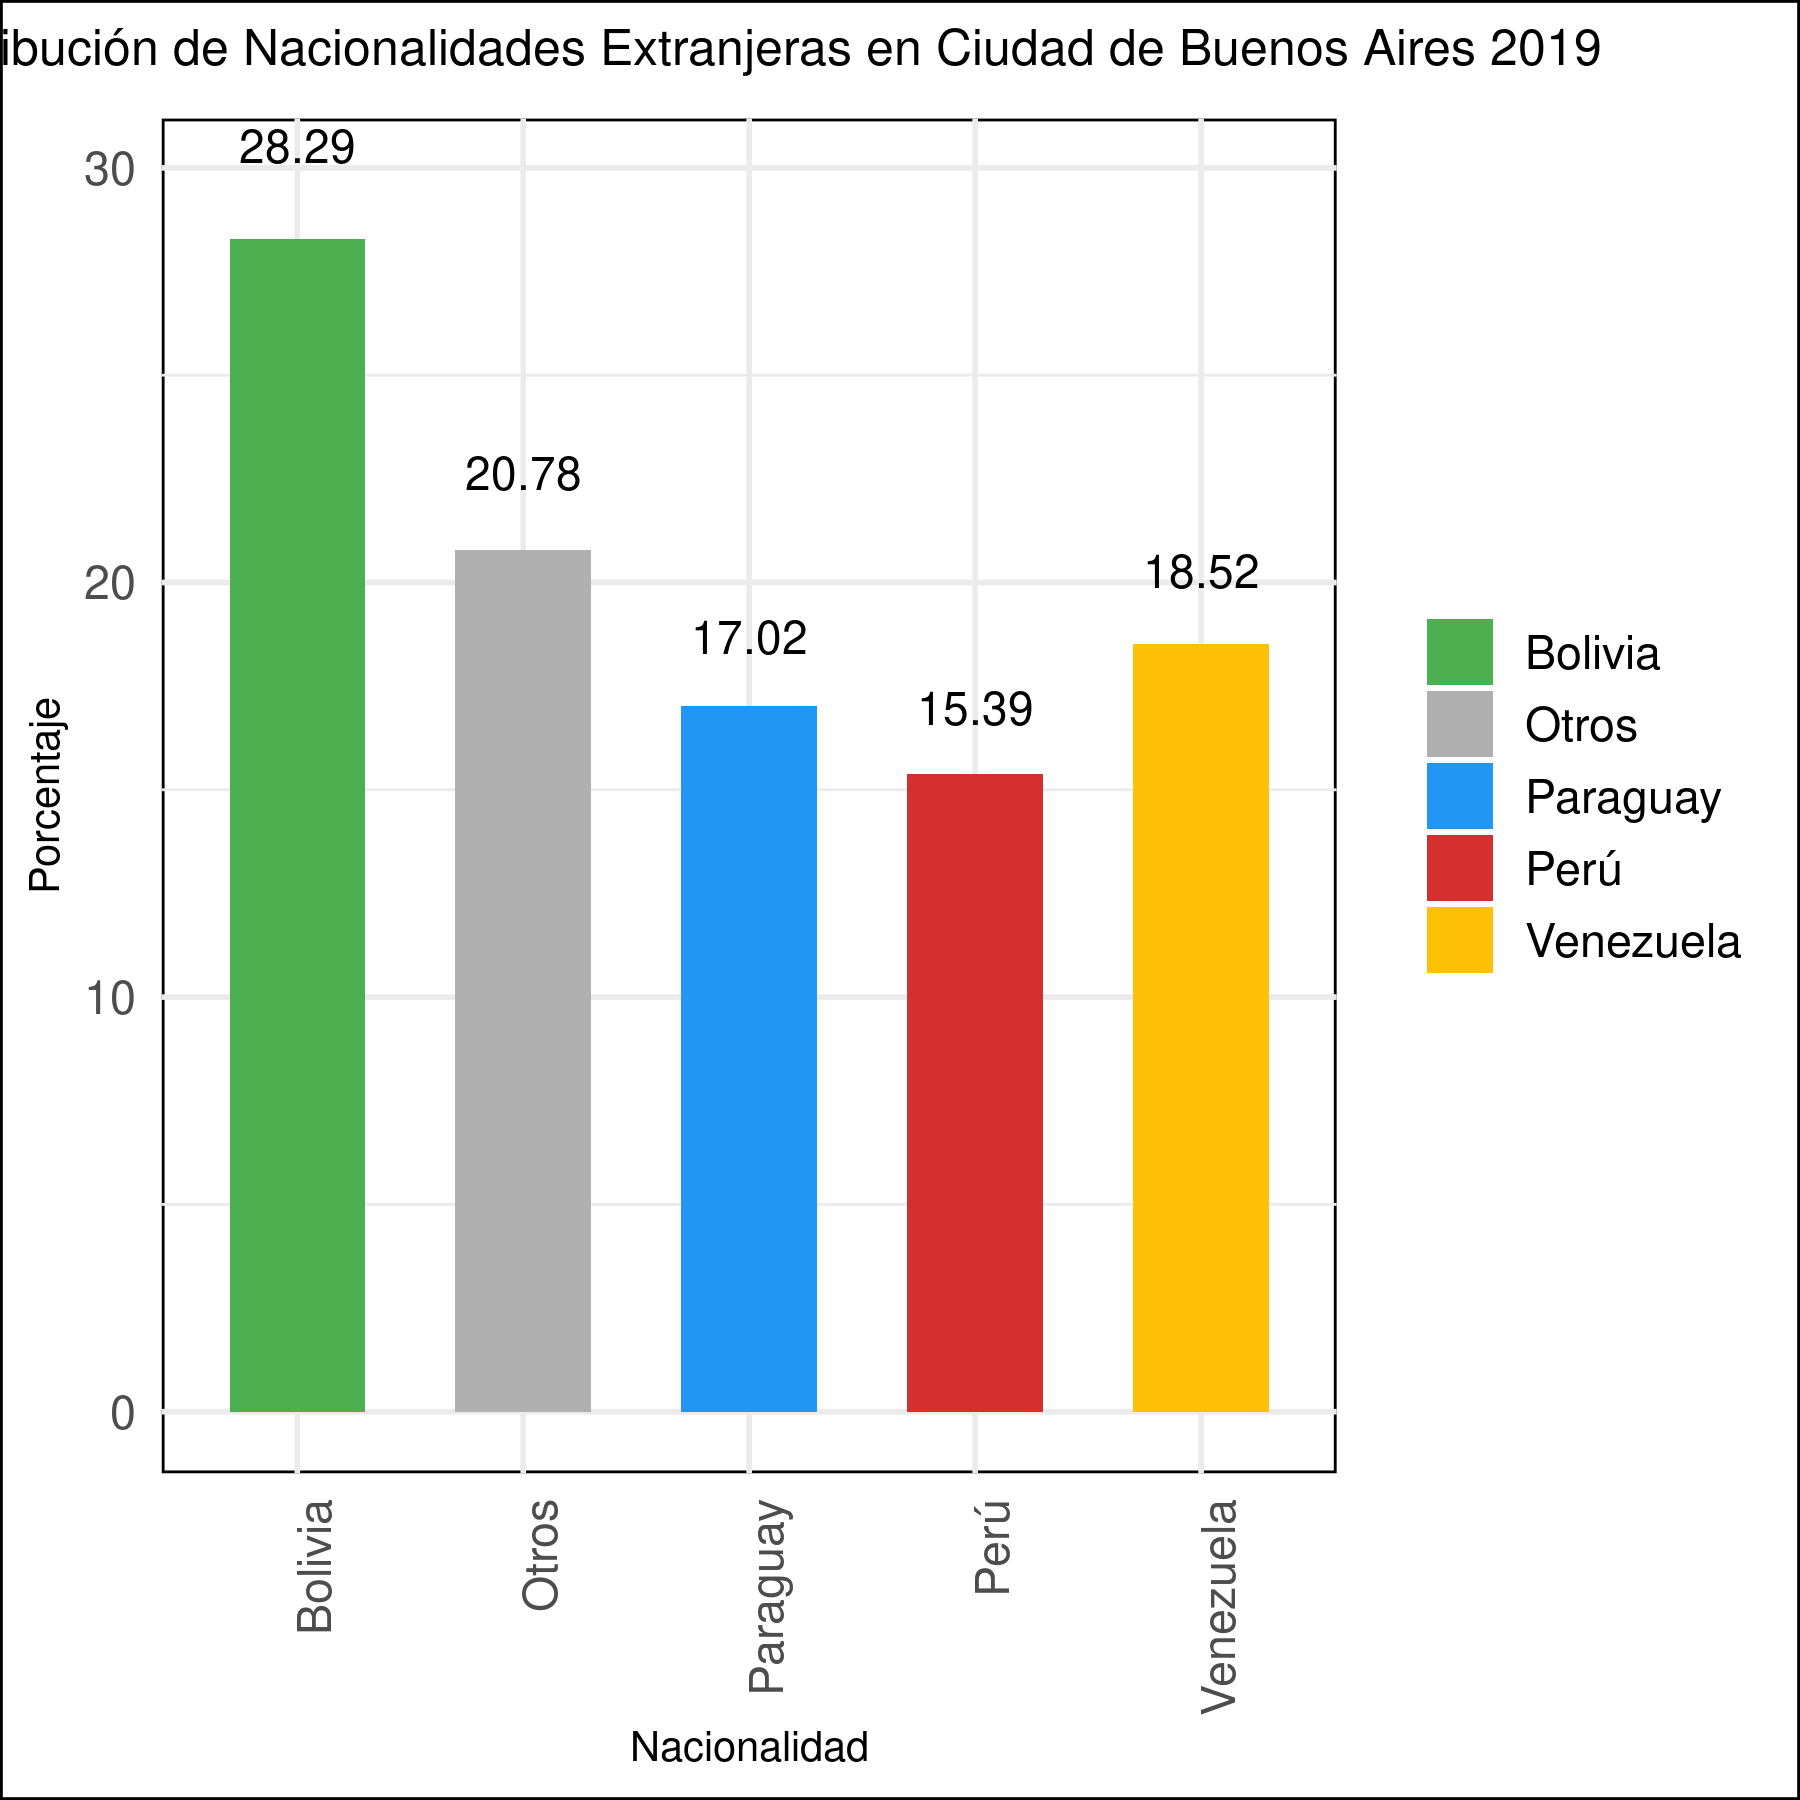 ibución de Nacionalidades Extranjeras en Ciudad de Buenos Aires 2019
28.29
20.78
17.02
15.39
18.52
30
20
10
0
Porcentaje
Bolivia
Otros
Paraguay
Perú
Venezuela
Nacionalidad
Bolivia
Otros
Paraguay
Perú
Venezuela